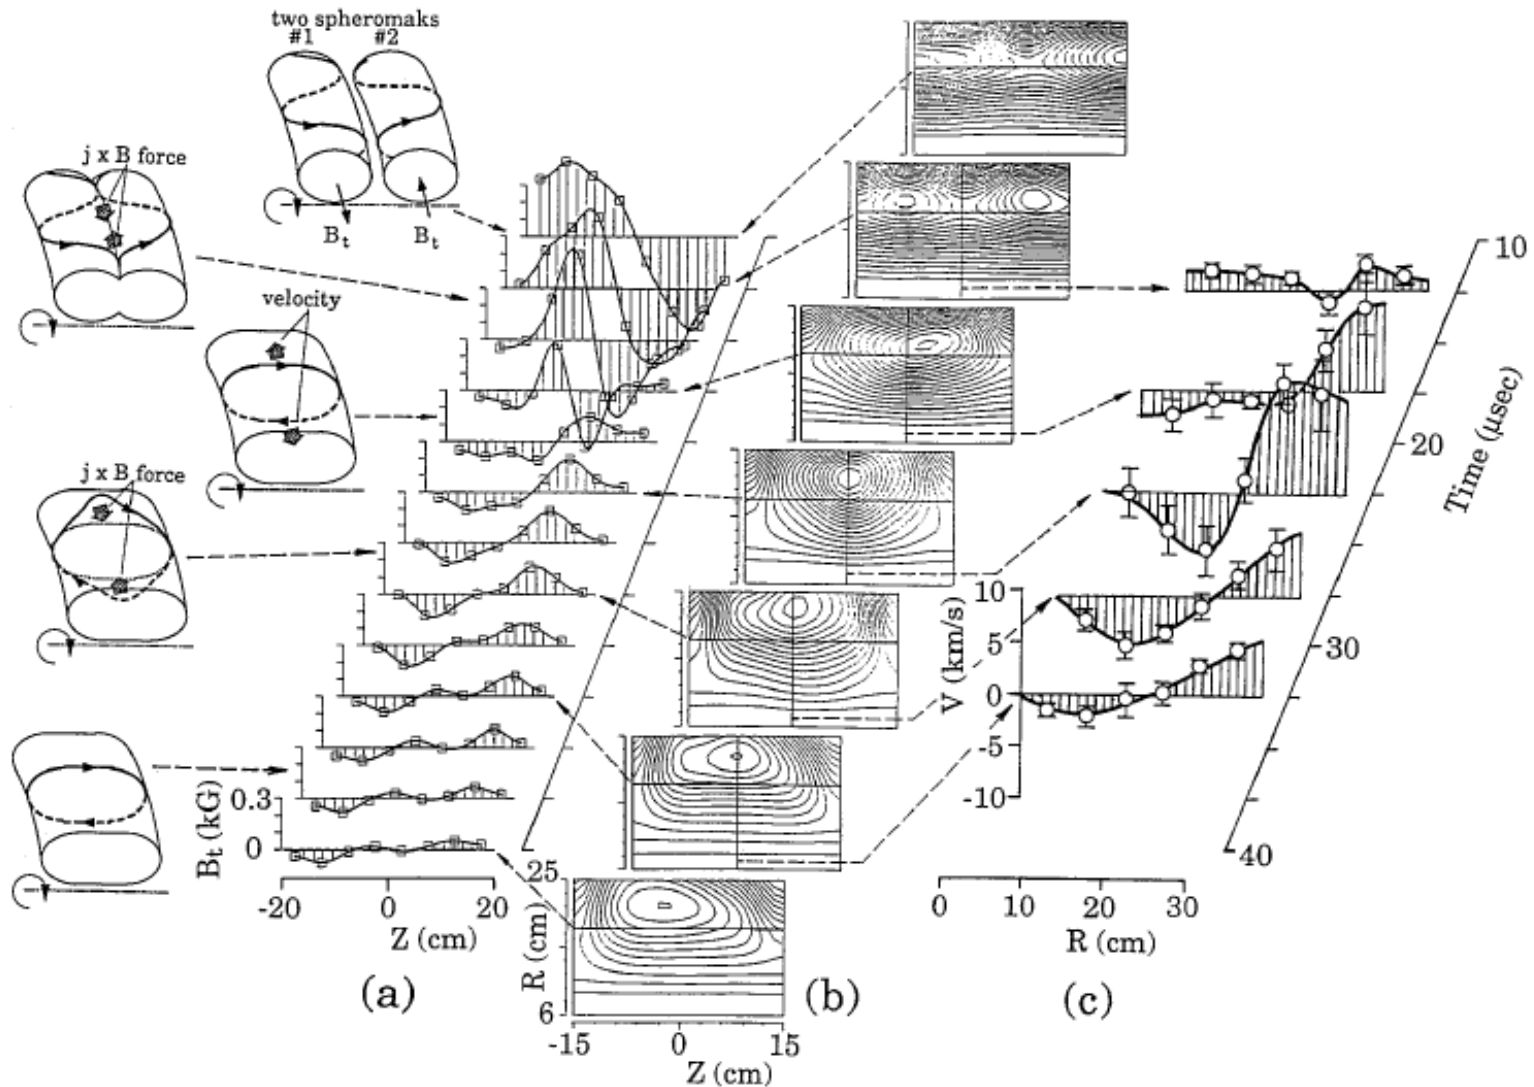 two spheromaks
#1 #2
j x B force
B_t B_t
velocity
j x B force
B_t (kG)
0.3
0
-20 0 20
Z (cm)
(a)
25
R (cm)
6
-15 0 15
Z (cm)
(b)
10
20
30
40
Time (μsec)
V (km/s)
10
5
0
-5
-10
0 10 20 30
R (cm)
(c)